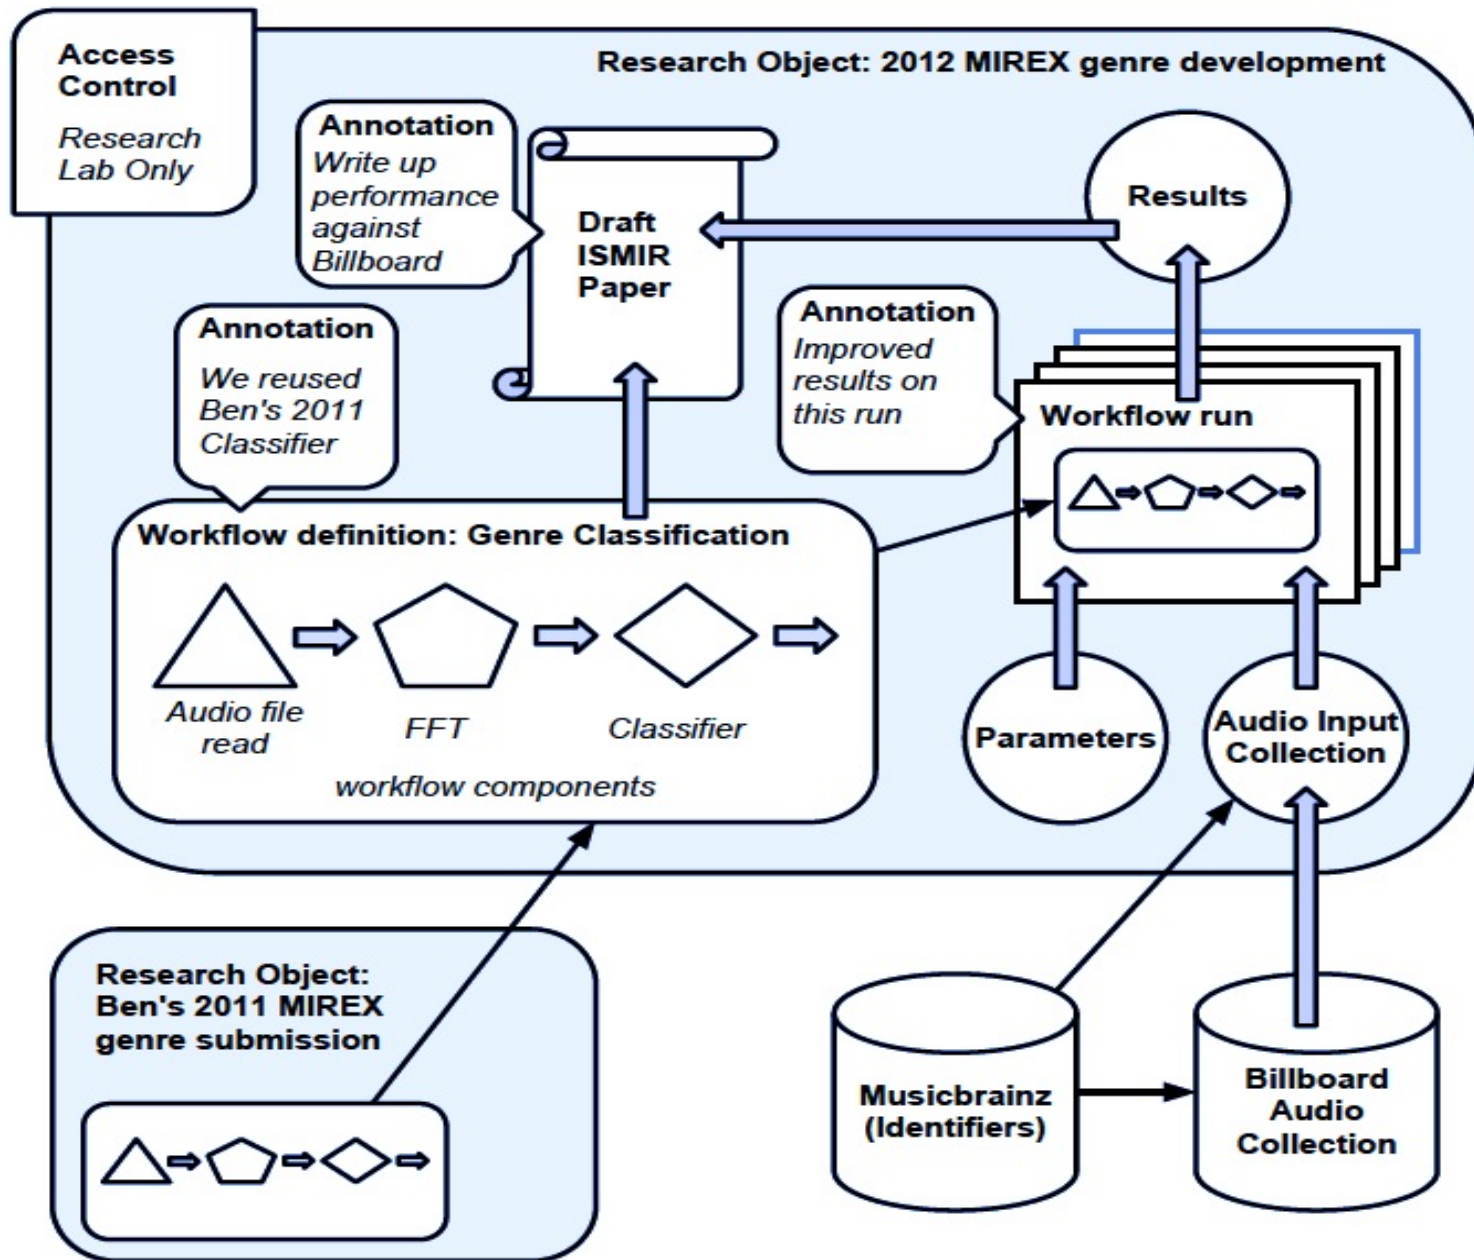 Access
Control
Research
Lab Only
Research Object: 2012 MIREX genre development
Annotation
Write up
performance
against
Billboard
Draft
ISMIR
Paper
Results
Annotation
We reused
Ben's 2011
Classifier
Annotation
Improved
results on
this run
Workflow run
Workflow definition: Genre Classification
Audio file
read
FFT
Classifier
workflow components
Parameters
Audio Input
Collection
Research Object:
Ben's 2011 MIREX
genre submission
Musicbrainz
(Identifiers)
Billboard
Audio
Collection